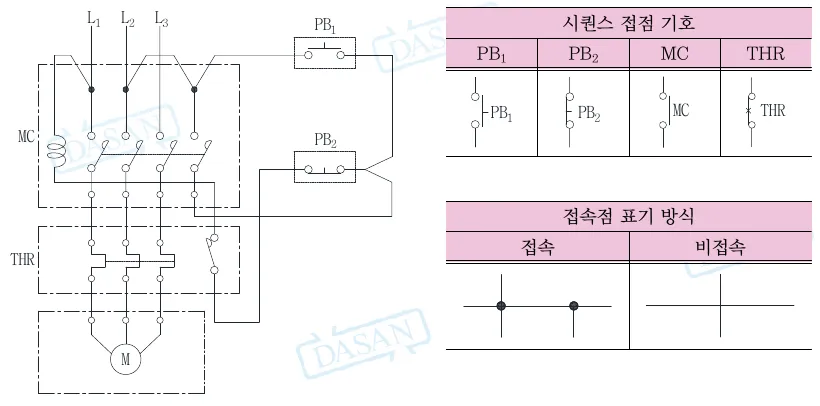 L₁ L₂ L₃
PB₁
MC
PB₂
THR
M
시퀀스 접점 기호
PB₁ PB₂ MC THR
PB₁ PB₂ MC THR
접속점 표기 방식
접속 비접속
DASAN
DASAN
DASAN
DASAN